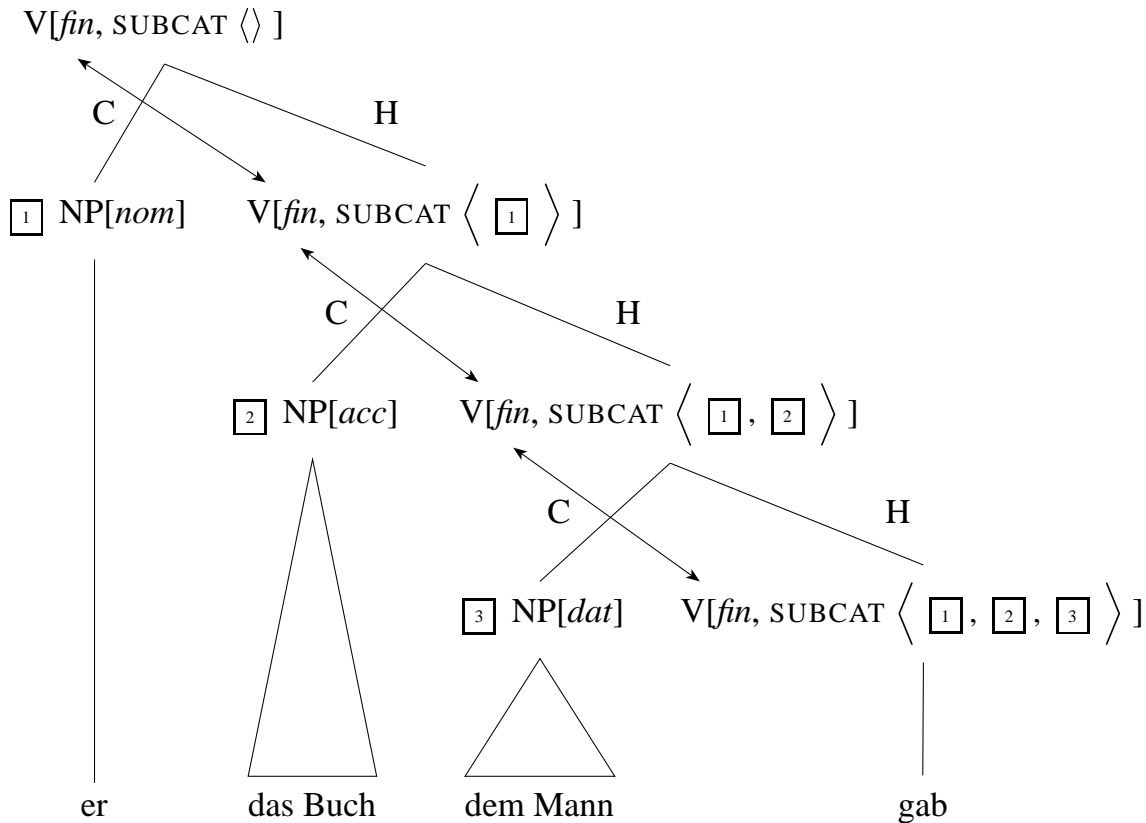 V[fin, SUBCAT ⟨⟩ ]
C H
1 NP[nom] V[fin, SUBCAT ⟨ 1 ⟩ ]
C H
2 NP[acc] V[fin, SUBCAT ⟨ 1 , 2 ⟩ ]
C H
3 NP[dat] V[fin, SUBCAT ⟨ 1 , 2 , 3 ⟩ ]
er das Buch dem Mann gab